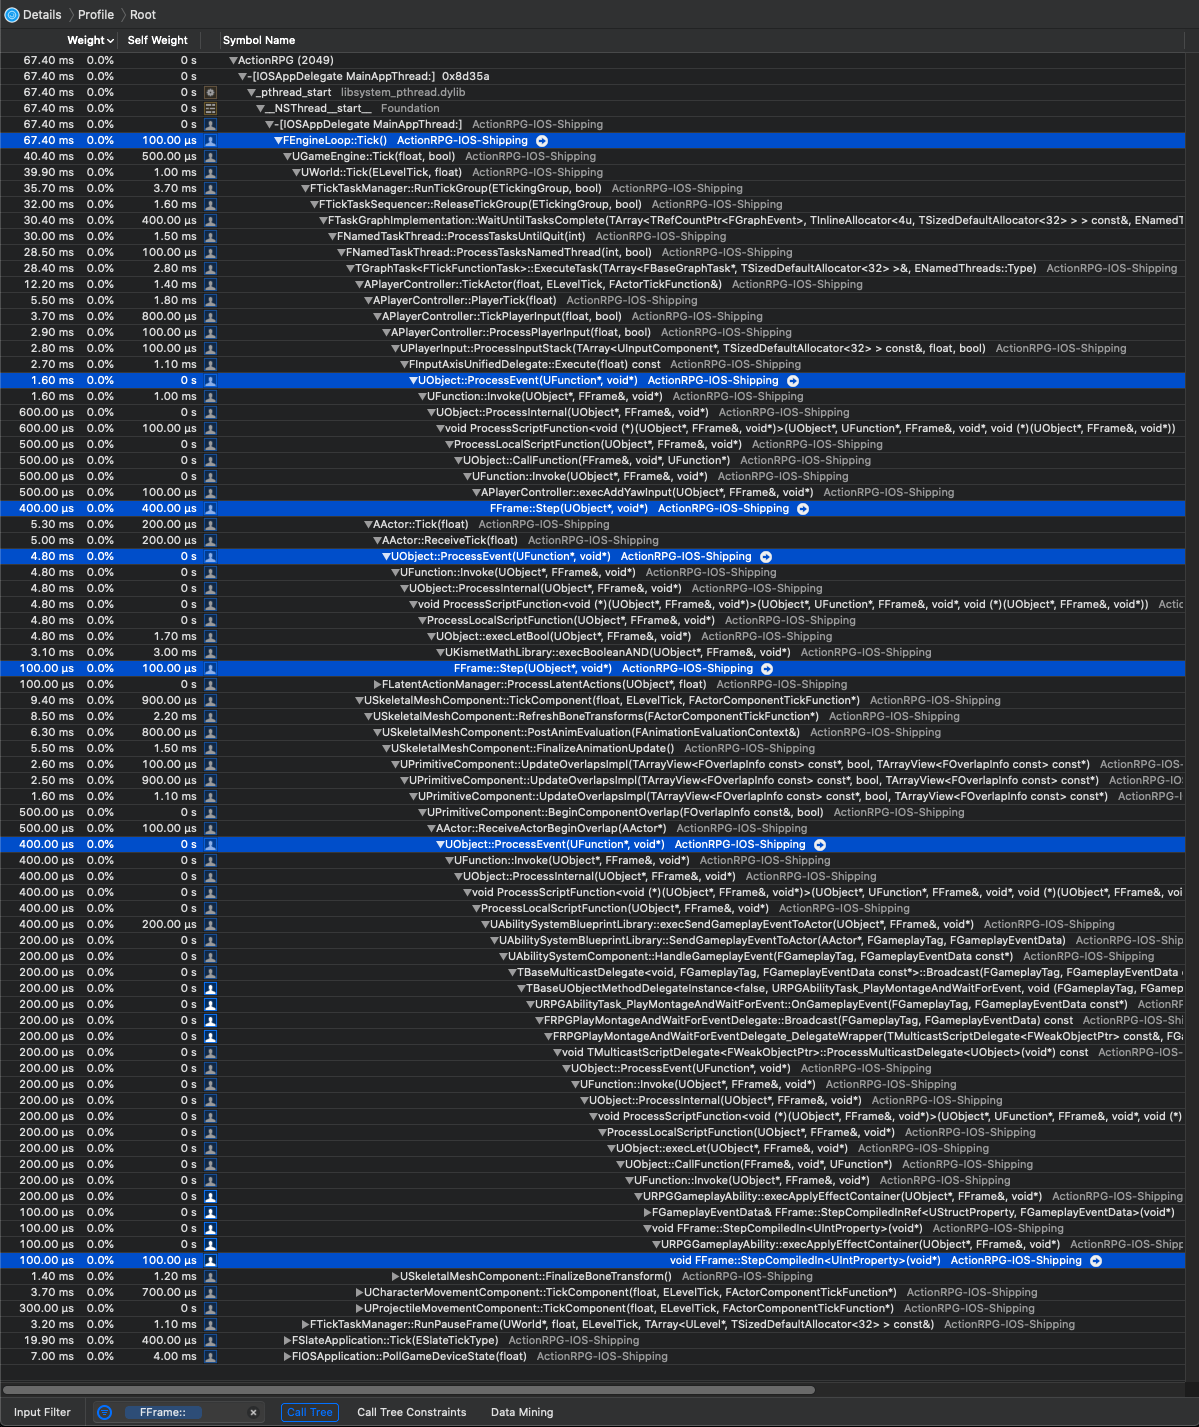 Details Profile Root
Weight Self Weight Symbol Name
67.40 ms 0.0% 0 s ActionRPG (2049)
67.40 ms 0.0% 0 s -[IOSAppDelegate MainAppThread:] 0x8d35a
67.40 ms 0.0% 0 s _pthread_start libsystem_pthread.dylib
67.40 ms 0.0% 0 s __NSThread__start__ Foundation
67.40 ms 0.0% 0 s -[IOSAppDelegate MainAppThread:] ActionRPG-IOS-Shipping
67.40 ms 0.0% 100.00 µs FEngineLoop::Tick() ActionRPG-IOS-Shipping
40.40 ms 0.0% 500.00 µs UGameEngine::Tick(float, bool) ActionRPG-IOS-Shipping
39.90 ms 0.0% 1.00 ms UWorld::Tick(ELevelTick, float) ActionRPG-IOS-Shipping
35.70 ms 0.0% 3.70 ms FTickTaskManager::RunTickGroup(ETickingGroup, bool) ActionRPG-IOS-Shipping
32.00 ms 0.0% 1.60 ms FTickTaskSequencer::ReleaseTickGroup(ETickingGroup, bool) ActionRPG-IOS-Shipping
30.40 ms 0.0% 400.00 µs FTaskGraphImplementation::WaitUntilTasksComplete(TArray<TRefCountPtr<FGraphEvent>, TInlineAllocator<4u, TSizedDefaultAllocator<32> > > const&, ENamedT
30.00 ms 0.0% 1.50 ms FNamedTaskThread::ProcessTasksUntilQuit(int) ActionRPG-IOS-Shipping
28.50 ms 0.0% 100.00 µs FNamedTaskThread::ProcessTasksNamedThread(int, bool) ActionRPG-IOS-Shipping
28.40 ms 0.0% 2.80 ms TGraphTask<FTickFunctionTask>::ExecuteTask(TArray<FBaseGraphTask*, TSizedDefaultAllocator<32> >&, ENamedThreads::Type) ActionRPG-IOS-Shipping
12.20 ms 0.0% 1.40 ms APlayerController::TickActor(float, ELevelTick, FActorTickFunction&) ActionRPG-IOS-Shipping
5.50 ms 0.0% 1.80 ms APlayerController::PlayerTick(float) ActionRPG-IOS-Shipping
3.70 ms 0.0% 800.00 µs APlayerController::TickPlayerInput(float, bool) ActionRPG-IOS-Shipping
2.90 ms 0.0% 100.00 µs APlayerController::ProcessPlayerInput(float, bool) ActionRPG-IOS-Shipping
2.80 ms 0.0% 100.00 µs UPlayerInput::ProcessInputStack(TArray<UInputComponent*, TSizedDefaultAllocator<32> > const&, float, bool) ActionRPG-IOS-Shipping
2.70 ms 0.0% 1.10 ms FInputAxisUnifiedDelegate::Execute(float) const ActionRPG-IOS-Shipping
1.60 ms 0.0% 0 s UObject::ProcessEvent(UFunction*, void*) ActionRPG-IOS-Shipping
1.60 ms 0.0% 1.00 ms UFunction::Invoke(UObject*, FFrame&, void*) ActionRPG-IOS-Shipping
600.00 µs 0.0% 0 s UObject::ProcessInternal(UObject*, FFrame&, void*) ActionRPG-IOS-Shipping
600.00 µs 0.0% 100.00 µs void ProcessScriptFunction<void (*)(UObject*, FFrame&, void*)>(UObject*, UFunction*, FFrame&, void*, void (*)(UObject*, FFrame&, void*))
500.00 µs 0.0% 0 s ProcessLocalScriptFunction(UObject*, FFrame&, void*) ActionRPG-IOS-Shipping
500.00 µs 0.0% 0 s UObject::CallFunction(FFrame&, void*, UFunction*) ActionRPG-IOS-Shipping
500.00 µs 0.0% 0 s UFunction::Invoke(UObject*, FFrame&, void*) ActionRPG-IOS-Shipping
500.00 µs 0.0% 100.00 µs APlayerController::execAddYawInput(UObject*, FFrame&, void*) ActionRPG-IOS-Shipping
400.00 µs 0.0% 400.00 µs FFrame::Step(UObject*, void*) ActionRPG-IOS-Shipping
5.30 ms 0.0% 200.00 µs AActor::Tick(float) ActionRPG-IOS-Shipping
5.00 ms 0.0% 200.00 µs AActor::ReceiveTick(float) ActionRPG-IOS-Shipping
4.80 ms 0.0% 0 s UObject::ProcessEvent(UFunction*, void*) ActionRPG-IOS-Shipping
4.80 ms 0.0% 0 s UFunction::Invoke(UObject*, FFrame&, void*) ActionRPG-IOS-Shipping
4.80 ms 0.0% 0 s UObject::ProcessInternal(UObject*, FFrame&, void*) ActionRPG-IOS-Shipping
4.80 ms 0.0% 0 s void ProcessScriptFunction<void (*)(UObject*, FFrame&, void*)>(UObject*, UFunction*, FFrame&, void*, void (*)(UObject*, FFrame&, void*)) Actic
4.80 ms 0.0% 0 s ProcessLocalScriptFunction(UObject*, FFrame&, void*) ActionRPG-IOS-Shipping
4.80 ms 0.0% 1.70 ms UObject::execLetBool(UObject*, FFrame&, void*) ActionRPG-IOS-Shipping
3.10 ms 0.0% 3.00 ms UKismetMathLibrary::execBooleanAND(UObject*, FFrame&, void*) ActionRPG-IOS-Shipping
100.00 µs 0.0% 100.00 µs FFrame::Step(UObject*, void*) ActionRPG-IOS-Shipping
100.00 µs 0.0% 0 s FLatentActionManager::ProcessLatentActions(UObject*, float) ActionRPG-IOS-Shipping
9.40 ms 0.0% 900.00 µs USkeletalMeshComponent::TickComponent(float, ELevelTick, FActorComponentTickFunction*) ActionRPG-IOS-Shipping
8.50 ms 0.0% 2.20 ms USkeletalMeshComponent::RefreshBoneTransforms(FActorComponentTickFunction*) ActionRPG-IOS-Shipping
6.30 ms 0.0% 800.00 µs USkeletalMeshComponent::PostAnimEvaluation(FAnimationEvaluationContext&) ActionRPG-IOS-Shipping
5.50 ms 0.0% 1.50 ms USkeletalMeshComponent::FinalizeAnimationUpdate() ActionRPG-IOS-Shipping
2.60 ms 0.0% 100.00 µs UPrimitiveComponent::UpdateOverlapsImpl(TArrayView<FOverlapInfo const> const*, bool, TArrayView<FOverlapInfo const> const*) ActionRPG-IOS-
2.50 ms 0.0% 900.00 µs UPrimitiveComponent::UpdateOverlapsImpl(TArrayView<FOverlapInfo const> const*, bool, TArrayView<FOverlapInfo const> const*) ActionRPG-IOS
1.60 ms 0.0% 1.10 ms UPrimitiveComponent::UpdateOverlapsImpl(TArrayView<FOverlapInfo const> const*, bool, TArrayView<FOverlapInfo const> const*) ActionRPG-I
500.00 µs 0.0% 0 s UPrimitiveComponent::BeginComponentOverlap(FOverlapInfo const&, bool) ActionRPG-IOS-Shipping
500.00 µs 0.0% 100.00 µs AActor::ReceiveActorBeginOverlap(AActor*) ActionRPG-IOS-Shipping
400.00 µs 0.0% 0 s UObject::ProcessEvent(UFunction*, void*) ActionRPG-IOS-Shipping
400.00 µs 0.0% 0 s UFunction::Invoke(UObject*, FFrame&, void*) ActionRPG-IOS-Shipping
400.00 µs 0.0% 0 s UObject::ProcessInternal(UObject*, FFrame&, void*) ActionRPG-IOS-Shipping
400.00 µs 0.0% 0 s void ProcessScriptFunction<void (*)(UObject*, FFrame&, void*)>(UObject*, UFunction*, FFrame&, void*, void (*)(UObject*, FFrame&, voi
400.00 µs 0.0% 0 s ProcessLocalScriptFunction(UObject*, FFrame&, void*) ActionRPG-IOS-Shipping
400.00 µs 0.0% 200.00 µs UAbilitySystemBlueprintLibrary::execSendGameplayEventToActor(UObject*, FFrame&, void*) ActionRPG-IOS-Shipping
200.00 µs 0.0% 0 s UAbilitySystemBlueprintLibrary::SendGameplayEventToActor(AActor*, FGameplayTag, FGameplayEventData) ActionRPG-IOS-Ship
200.00 µs 0.0% 0 s UAbilitySystemComponent::HandleGameplayEvent(FGameplayTag, FGameplayEventData const*) ActionRPG-IOS-Shipping
200.00 µs 0.0% 0 s TBaseMulticastDelegate<void, FGameplayTag, FGameplayEventData const*>::Broadcast(FGameplayTag, FGameplayEventData
200.00 µs 0.0% 0 s TBaseUObjectMethodDelegateInstance<false, URPGAbilityTask_PlayMontageAndWaitForEvent, void (FGameplayTag, FGamep
200.00 µs 0.0% 0 s URPGAbilityTask_PlayMontageAndWaitForEvent::OnGameplayEvent(FGameplayTag, FGameplayEventData const*) ActionRF
200.00 µs 0.0% 0 s FRPGPlayMontageAndWaitForEventDelegate::Broadcast(FGameplayTag, FGameplayEventData) const ActionRPG-IOS-Shi
200.00 µs 0.0% 0 s FRPGPlayMontageAndWaitForEventDelegate_DelegateWrapper(TMulticastScriptDelegate<FWeakObjectPtr> const&, FGa
200.00 µs 0.0% 0 s void TMulticastScriptDelegate<FWeakObjectPtr>::ProcessMulticastDelegate<UObject>(void*) const ActionRPG-IOS-
200.00 µs 0.0% 0 s UObject::ProcessEvent(UFunction*, void*) ActionRPG-IOS-Shipping
200.00 µs 0.0% 0 s UFunction::Invoke(UObject*, FFrame&, void*) ActionRPG-IOS-Shipping
200.00 µs 0.0% 0 s UObject::ProcessInternal(UObject*, FFrame&, void*) ActionRPG-IOS-Shipping
200.00 µs 0.0% 0 s void ProcessScriptFunction<void (*)(UObject*, FFrame&, void*)>(UObject*, UFunction*, FFrame&, void*, void (*)
200.00 µs 0.0% 0 s ProcessLocalScriptFunction(UObject*, FFrame&, void*) ActionRPG-IOS-Shipping
200.00 µs 0.0% 0 s UObject::execLet(UObject*, FFrame&, void*) ActionRPG-IOS-Shipping
200.00 µs 0.0% 0 s UObject::CallFunction(FFrame&, void*, UFunction*) ActionRPG-IOS-Shipping
200.00 µs 0.0% 0 s UFunction::Invoke(UObject*, FFrame&, void*) ActionRPG-IOS-Shipping
200.00 µs 0.0% 0 s URPGGameplayAbility::execApplyEffectContainer(UObject*, FFrame&, void*) ActionRPG-IOS-Shipping
100.00 µs 0.0% 0 s FGameplayEventData& FFrame::StepCompiledInRef<UStructProperty, FGameplayEventData>(void*)
100.00 µs 0.0% 0 s void FFrame::StepCompiledIn<UIntProperty>(void*) ActionRPG-IOS-Shipping
100.00 µs 0.0% 0 s URPGGameplayAbility::execApplyEffectContainer(UObject*, FFrame&, void*) ActionRPG-IOS-Shipp
100.00 µs 0.0% 100.00 µs void FFrame::StepCompiledIn<UIntProperty>(void*) ActionRPG-IOS-Shipping
1.40 ms 0.0% 1.20 ms USkeletalMeshComponent::FinalizeBoneTransform() ActionRPG-IOS-Shipping
3.70 ms 0.0% 700.00 µs UCharacterMovementComponent::TickComponent(float, ELevelTick, FActorComponentTickFunction*) ActionRPG-IOS-Shipping
300.00 µs 0.0% 0 s UProjectileMovementComponent::TickComponent(float, ELevelTick, FActorComponentTickFunction*) ActionRPG-IOS-Shipping
3.20 ms 0.0% 1.10 ms FTickTaskManager::RunPauseFrame(UWorld*, float, ELevelTick, TArray<ULevel*, TSizedDefaultAllocator<32> > const&) ActionRPG-IOS-Shipping
19.90 ms 0.0% 400.00 µs FSlateApplication::Tick(ESlateTickType) ActionRPG-IOS-Shipping
7.00 ms 0.0% 4.00 ms FIOSApplication::PollGameDeviceState(float) ActionRPG-IOS-Shipping
Input Filter FFrame:: Call Tree Call Tree Constraints Data Mining